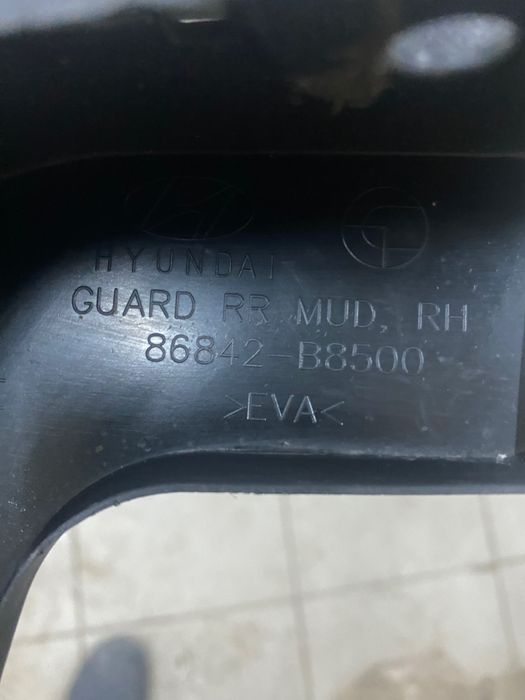 HYUNDAI
GUARD RR MUD, RH
86842-B8500
>EVA<